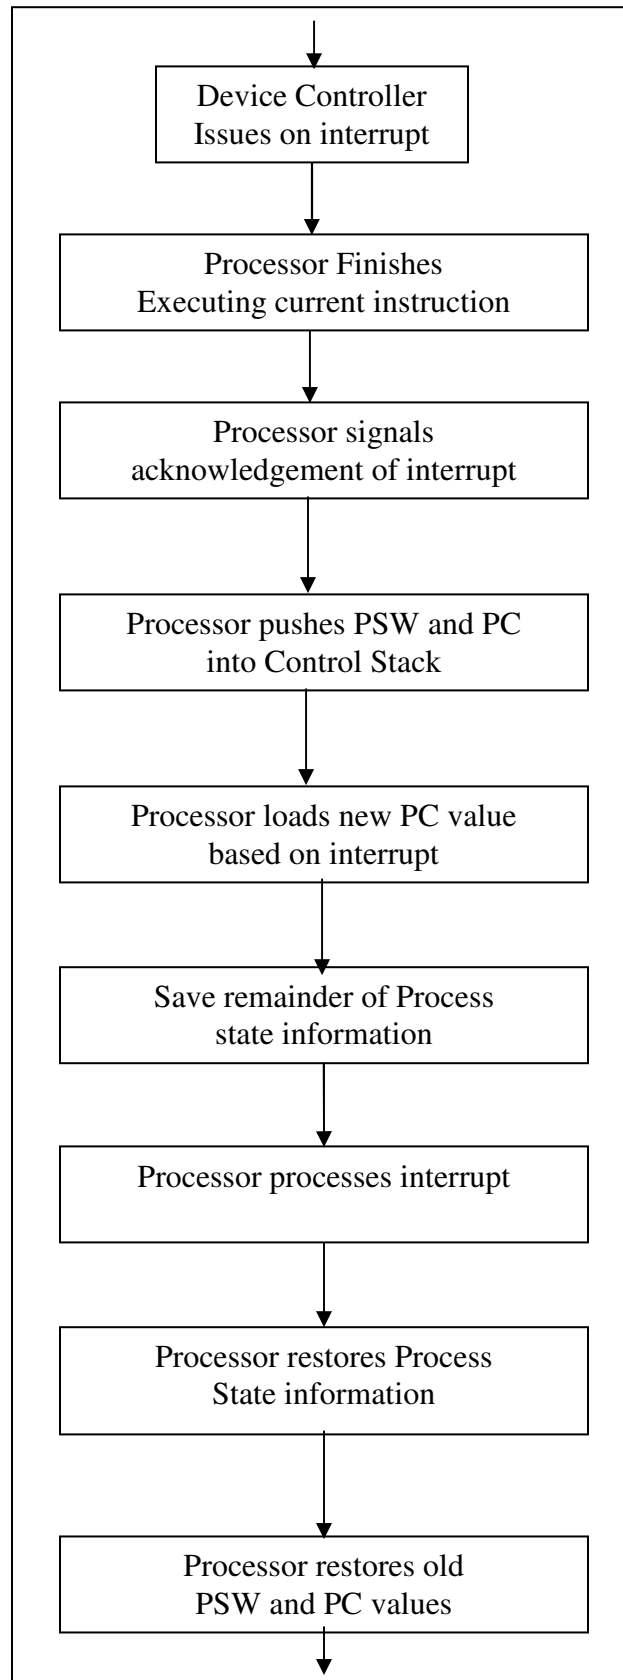 Device Controller
Issues on interrupt
Processor Finishes
Executing current instruction
Processor signals
acknowledgement of interrupt
Processor pushes PSW and PC
into Control Stack
Processor loads new PC value
based on interrupt
Save remainder of Process
state information
Processor processes interrupt
Processor restores Process
State information
Processor restores old
PSW and PC values